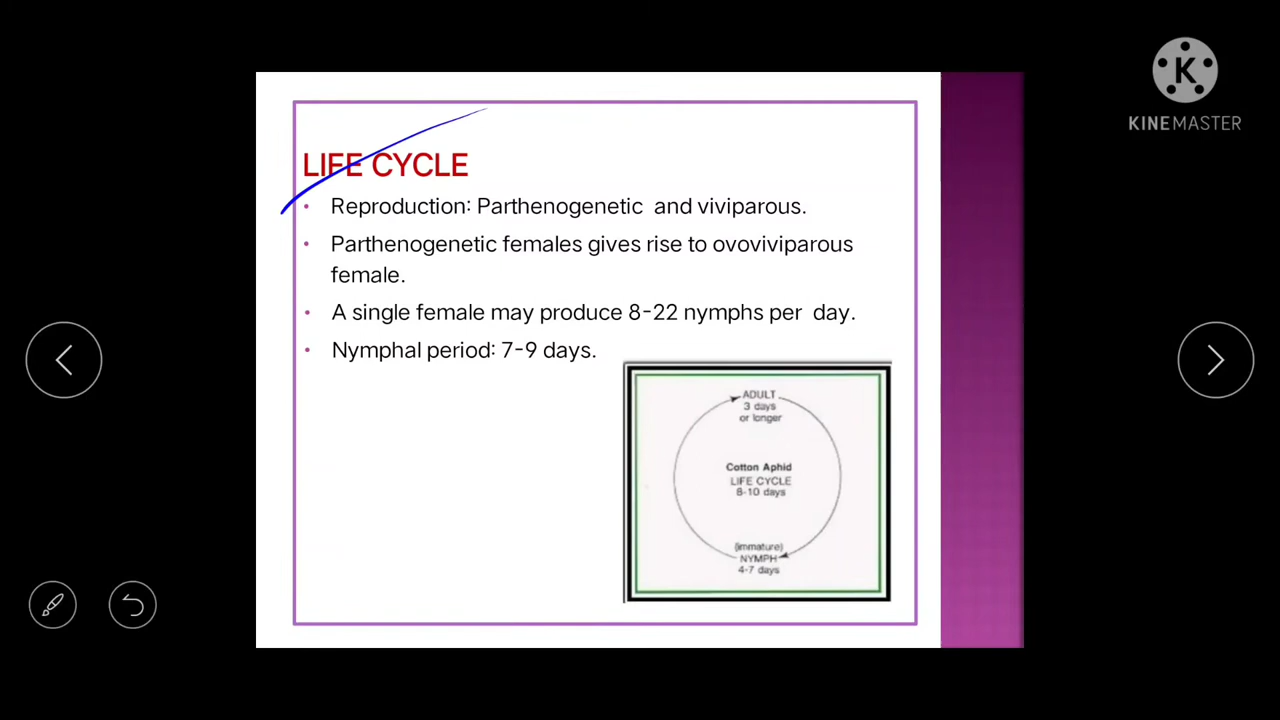 K
KINEMASTER
LIFE CYCLE
• Reproduction: Parthenogenetic and viviparous.
• Parthenogenetic females gives rise to ovoviviparous
female.
• A single female may produce 8-22 nymphs per day.
• Nymphal period: 7-9 days.
ADULT
3 days
or longer
Cotton Aphid
LIFE CYCLE
8-10 days
(immature)
NYMPH
4-7 days